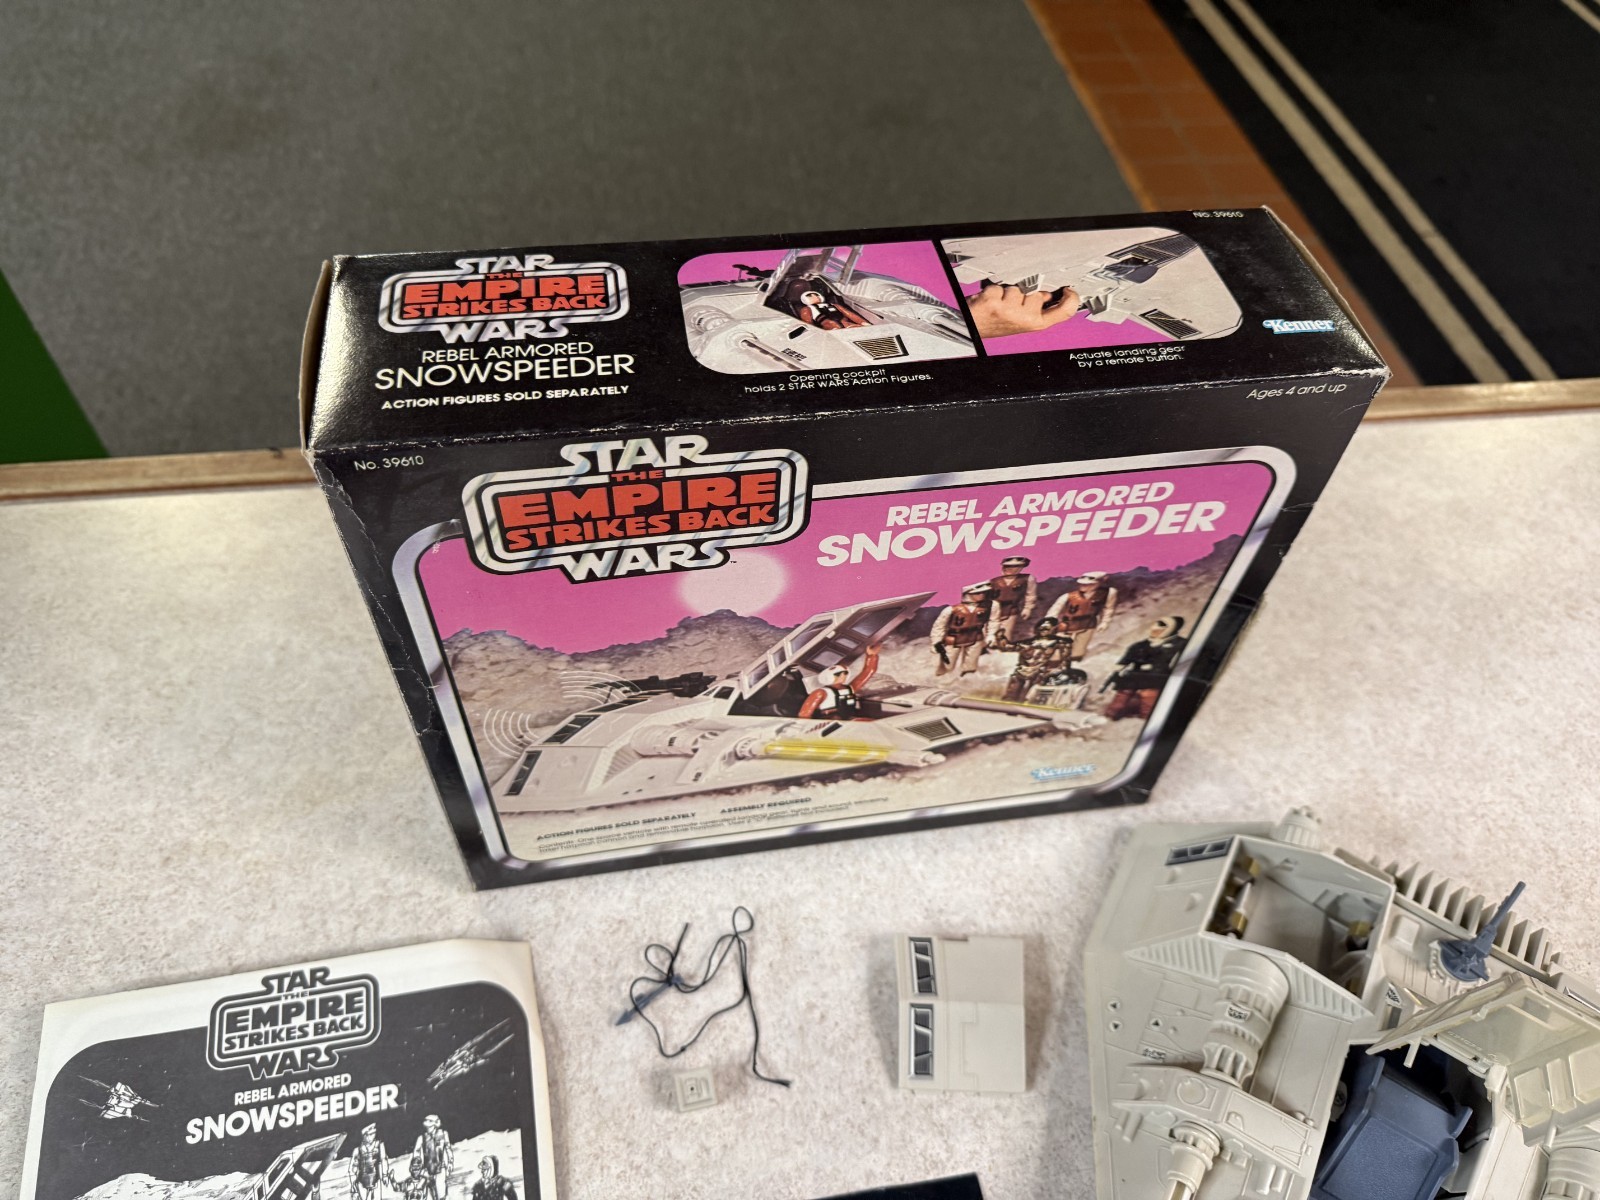 STAR
THE
EMPIRE
STRIKES BACK
WARS
REBEL ARMORED
SNOWSPEEDER
ACTION FIGURES SOLD SEPARATELY
Opening cockpit
holds 2 STAR WARS Action Figures.
Actuate landing gear
by a remote button.
No. 39610
Kenner
Ages 4 and up
No. 39610
STAR
THE
EMPIRE
STRIKES BACK
WARS™
REBEL ARMORED
SNOWSPEEDER
Kenner
ASSEMBLY REQUIRED
ACTION FIGURES SOLD SEPARATELY
STAR
THE
EMPIRE
STRIKES BACK
WARS
REBEL ARMORED
SNOWSPEEDER